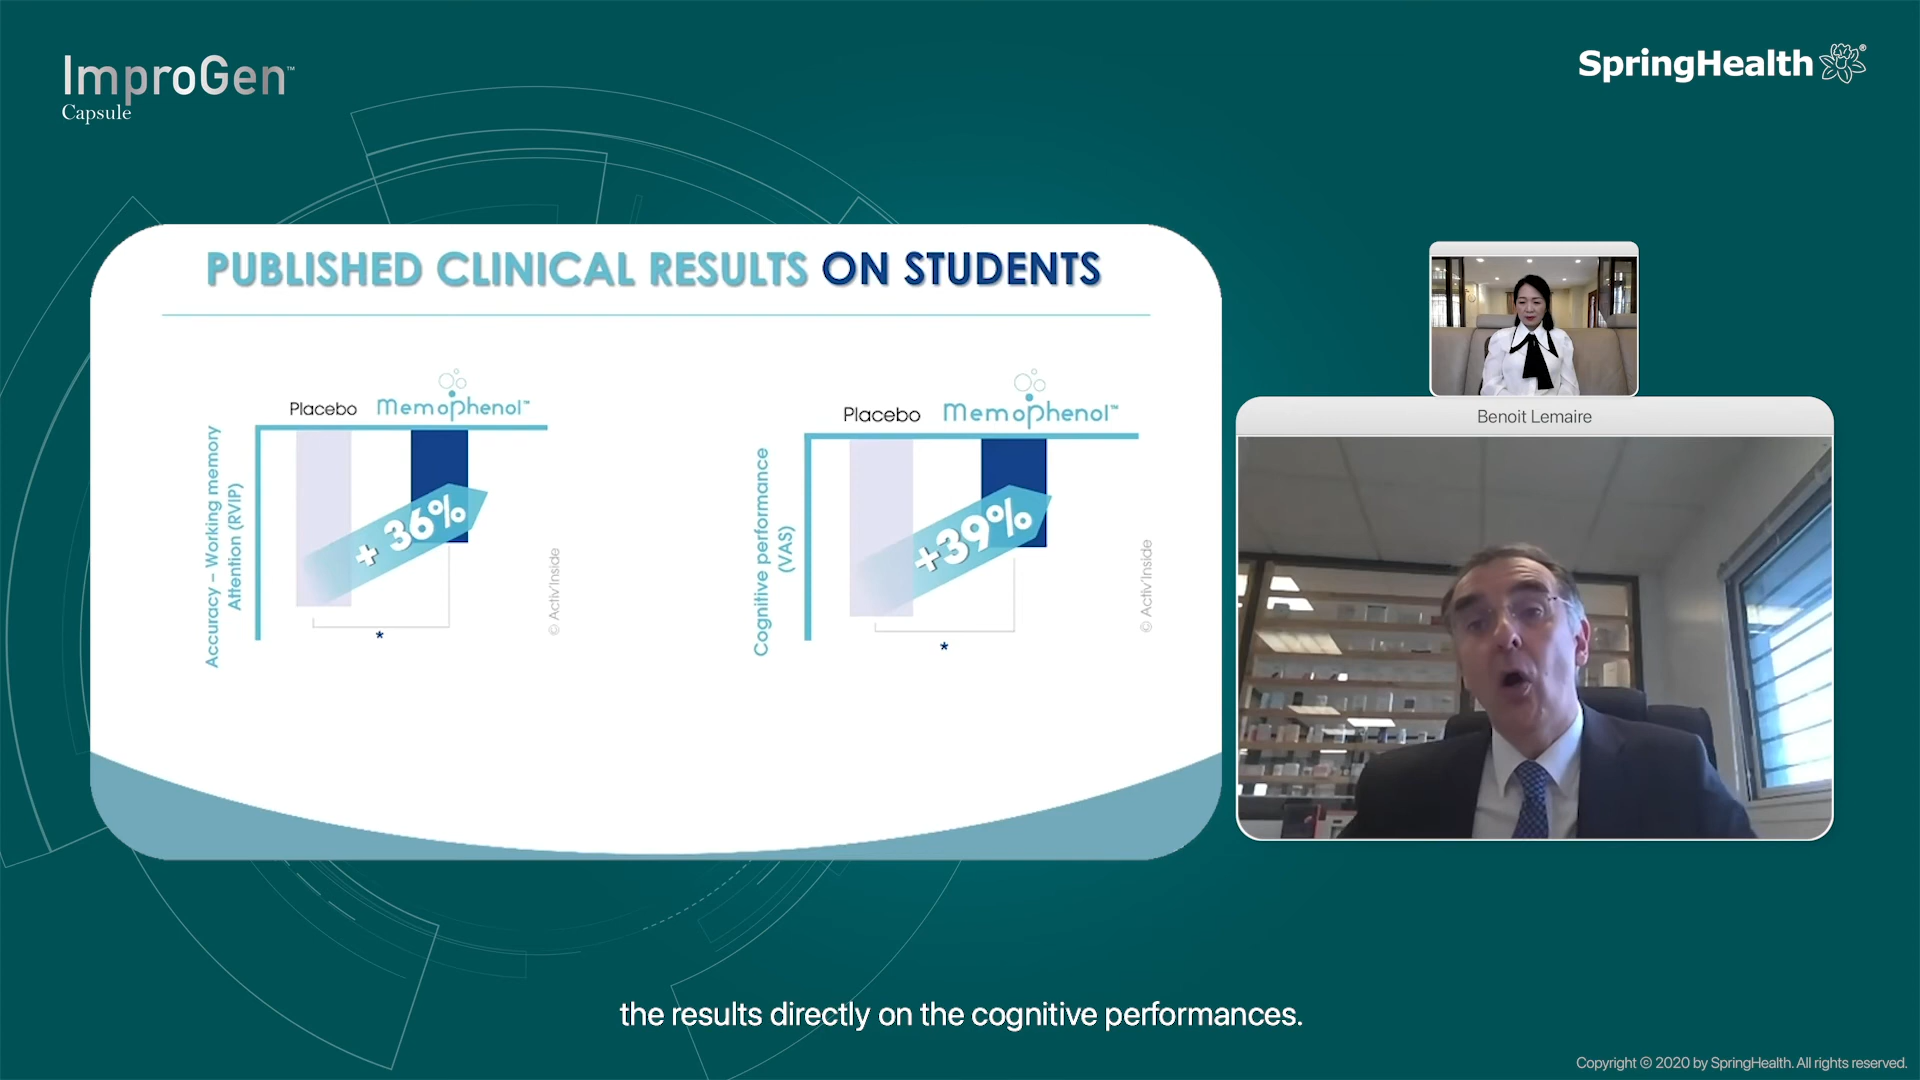 ImproGen™
Capsule
SpringHealth®
PUBLISHED CLINICAL RESULTS ON STUDENTS
Placebo
Memophenol™
Accuracy – Working memory
Attention (RVIP)
+ 36%
*
© Activ'Inside
Placebo
Memophenol™
Cognitive performance
(VAS)
+39%
*
© Activ'Inside
Benoit Lemaire
the results directly on the cognitive performances.
Copyright © 2020 by SpringHealth. All rights reserved.